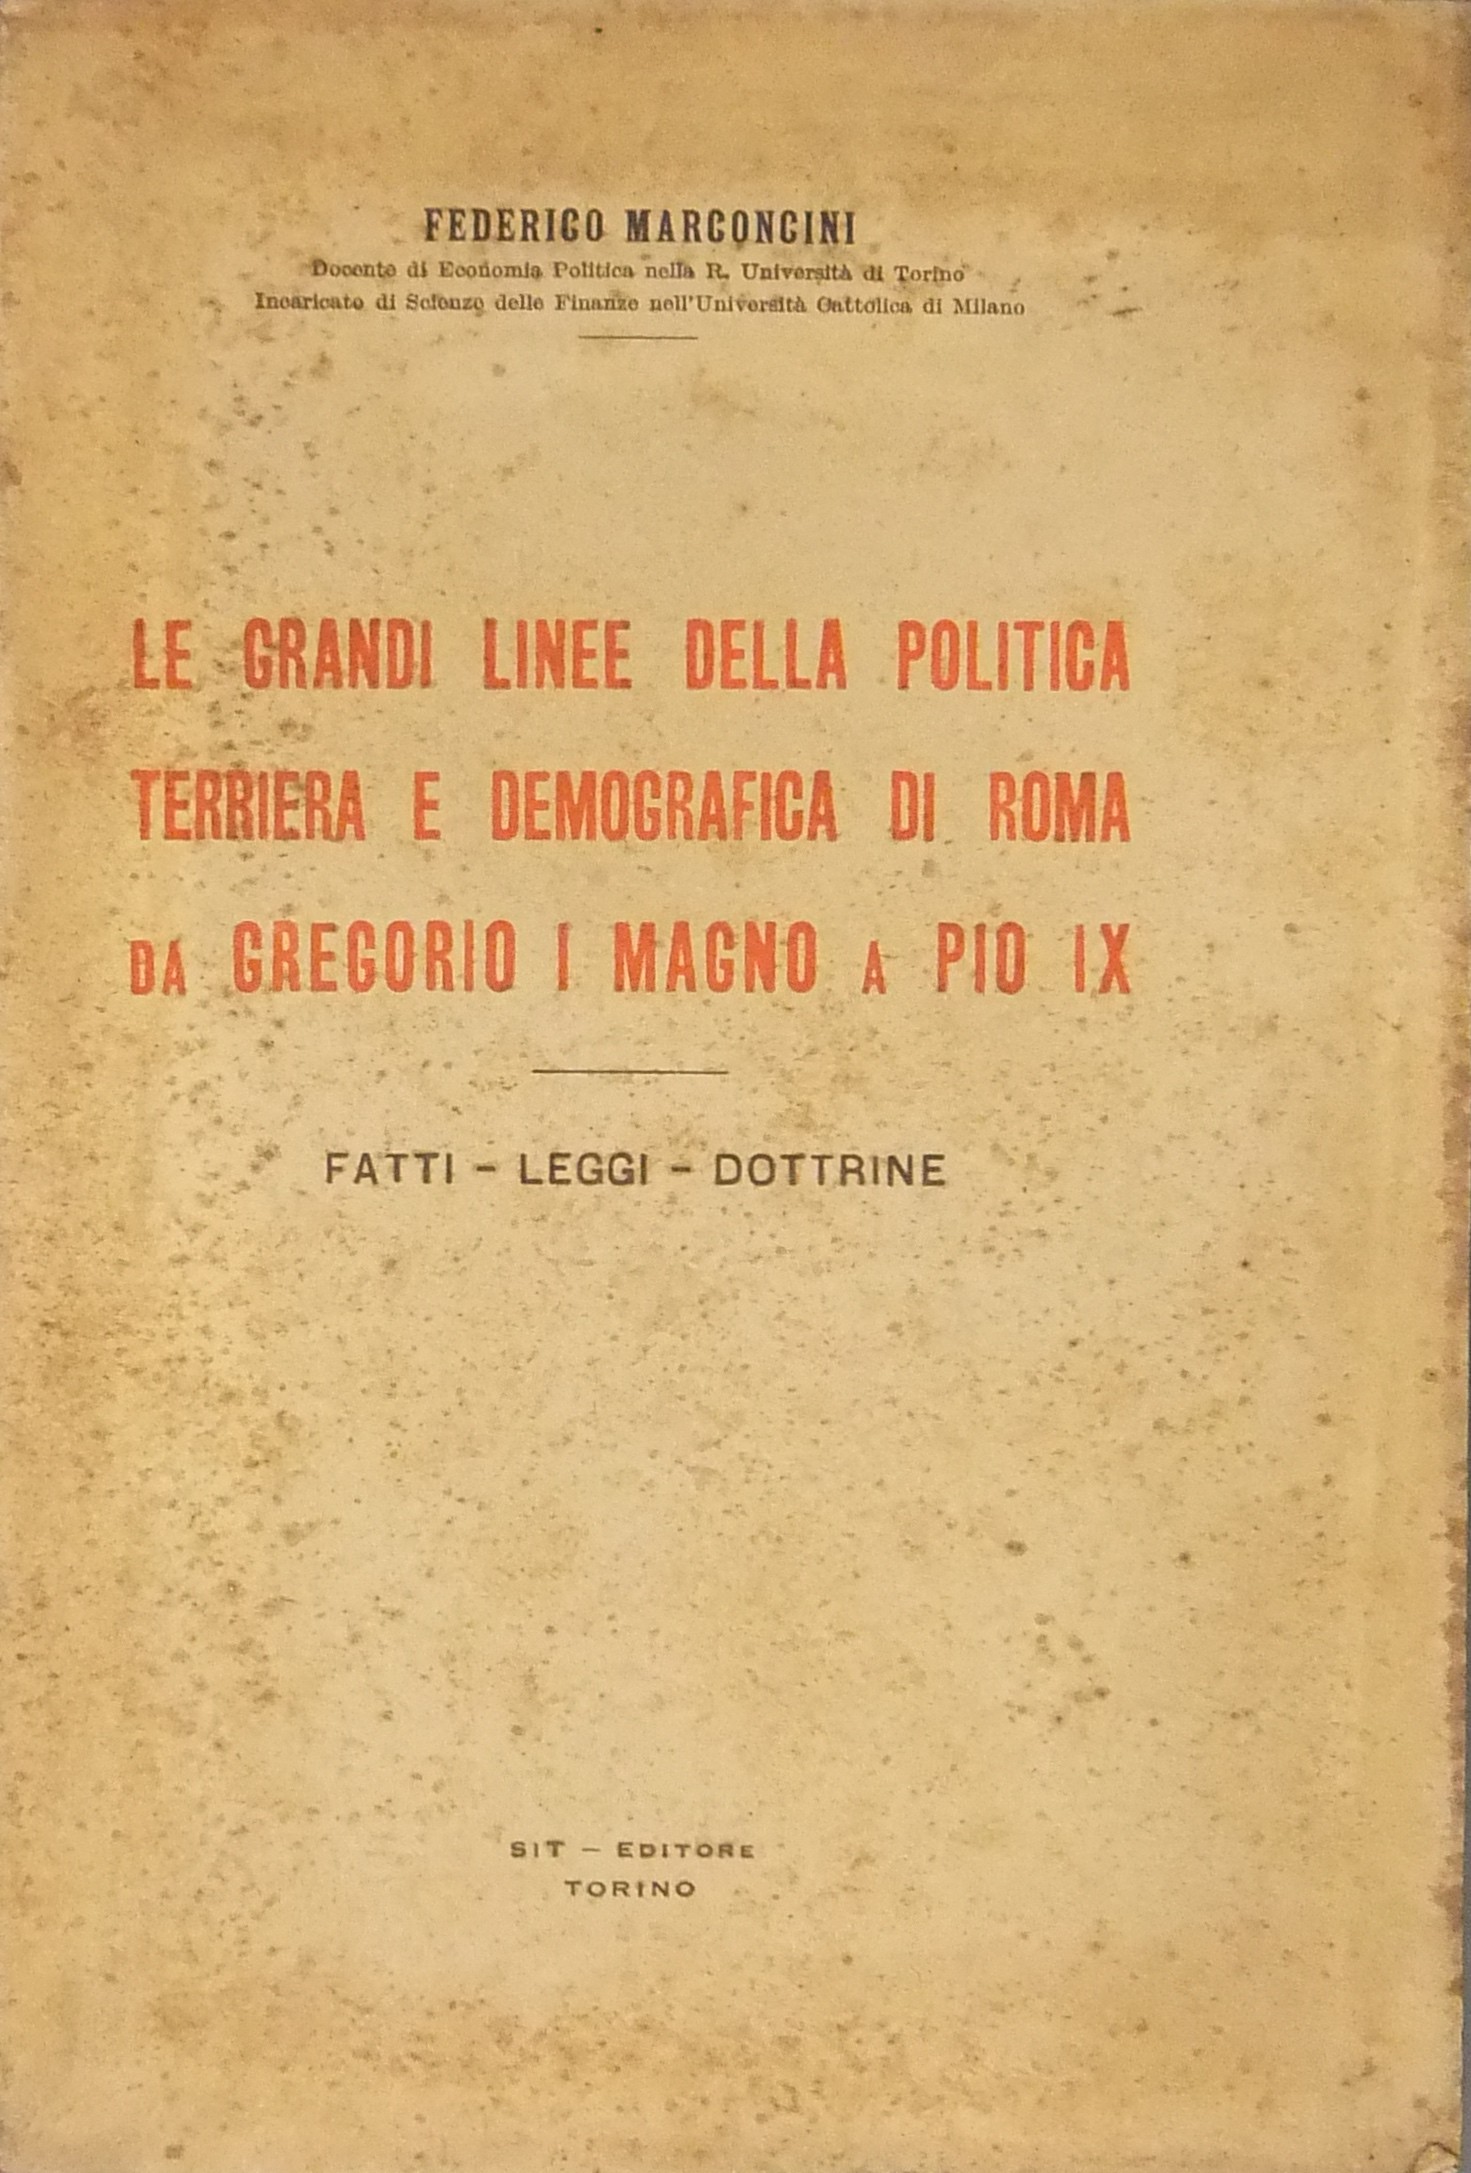 FEDERICO MARCONCINI
Docente di Economia Politica nella R. Università di Torino
Incaricato di Scienze delle Finanze nell'Università Cattolica di Milano
LE GRANDI LINEE DELLA POLITICA
TERRIERA E DEMOGRAFICA DI ROMA
DA GREGORIO I MAGNO A PIO IX
FATTI - LEGGI - DOTTRINE
SIT - EDITORE
TORINO